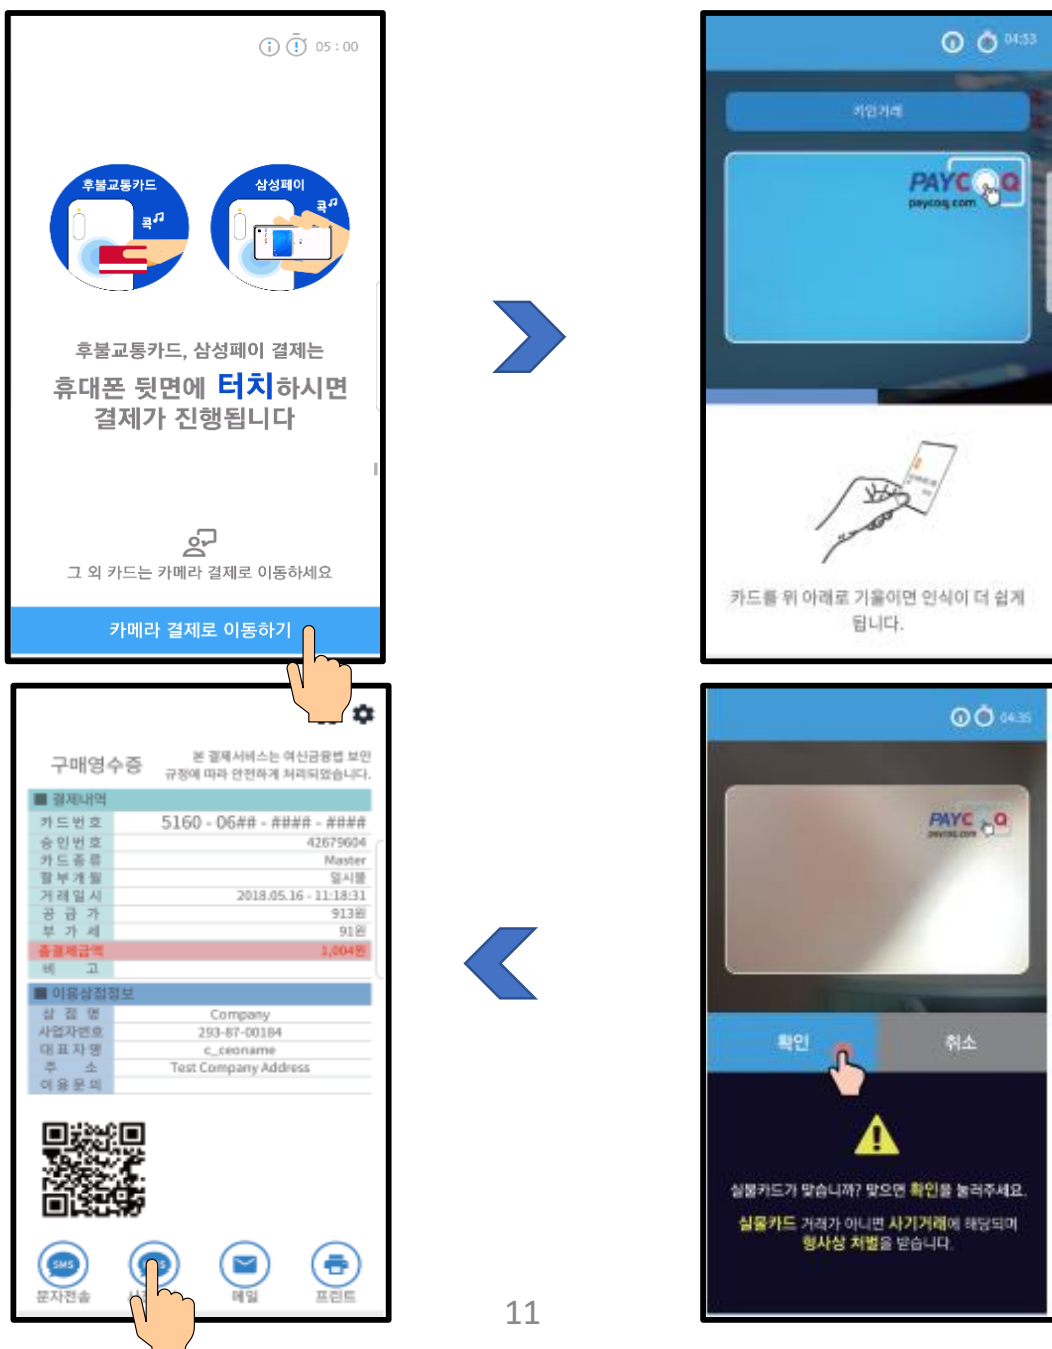 05 : 00
후불교통카드
콕
삼성페이
콕
후불교통카드, 삼성페이 결제는
휴대폰 뒷면에 터치하시면
결제가 진행됩니다
그 외 카드는 카메라 결제로 이동하세요
카메라 결제로 이동하기
04:53
키인거래
PAYC Q
paycoq.com
카드를 위 아래로 기울이면 인식이 더 쉽게
됩니다.
구매영수증
본 결제서비스는 여신금융법 보안
규정에 따라 안전하게 처리되었습니다.
■ 결제내역
카드번호 5160 - 06## - #### - ####
승인번호 42679604
카드종류 Master
할부개월 일시불
거래일시 2018.05.16 - 11:18:31
공급가 913원
부가세 91원
총결제금액 1,004원
비고
■ 이용상점정보
상점명 Company
사업자번호 293-87-00184
대표자명 c_ceoname
주소 Test Company Address
이용문의
SMS
문자전송
메일
프린트
04:35
PAYC Q
paycoq.com
확인
취소
실물카드가 맞습니까? 맞으면 확인을 눌러주세요.
실물카드 거래가 아니면 사기거래에 해당되며
형사상 처벌을 받습니다.
11